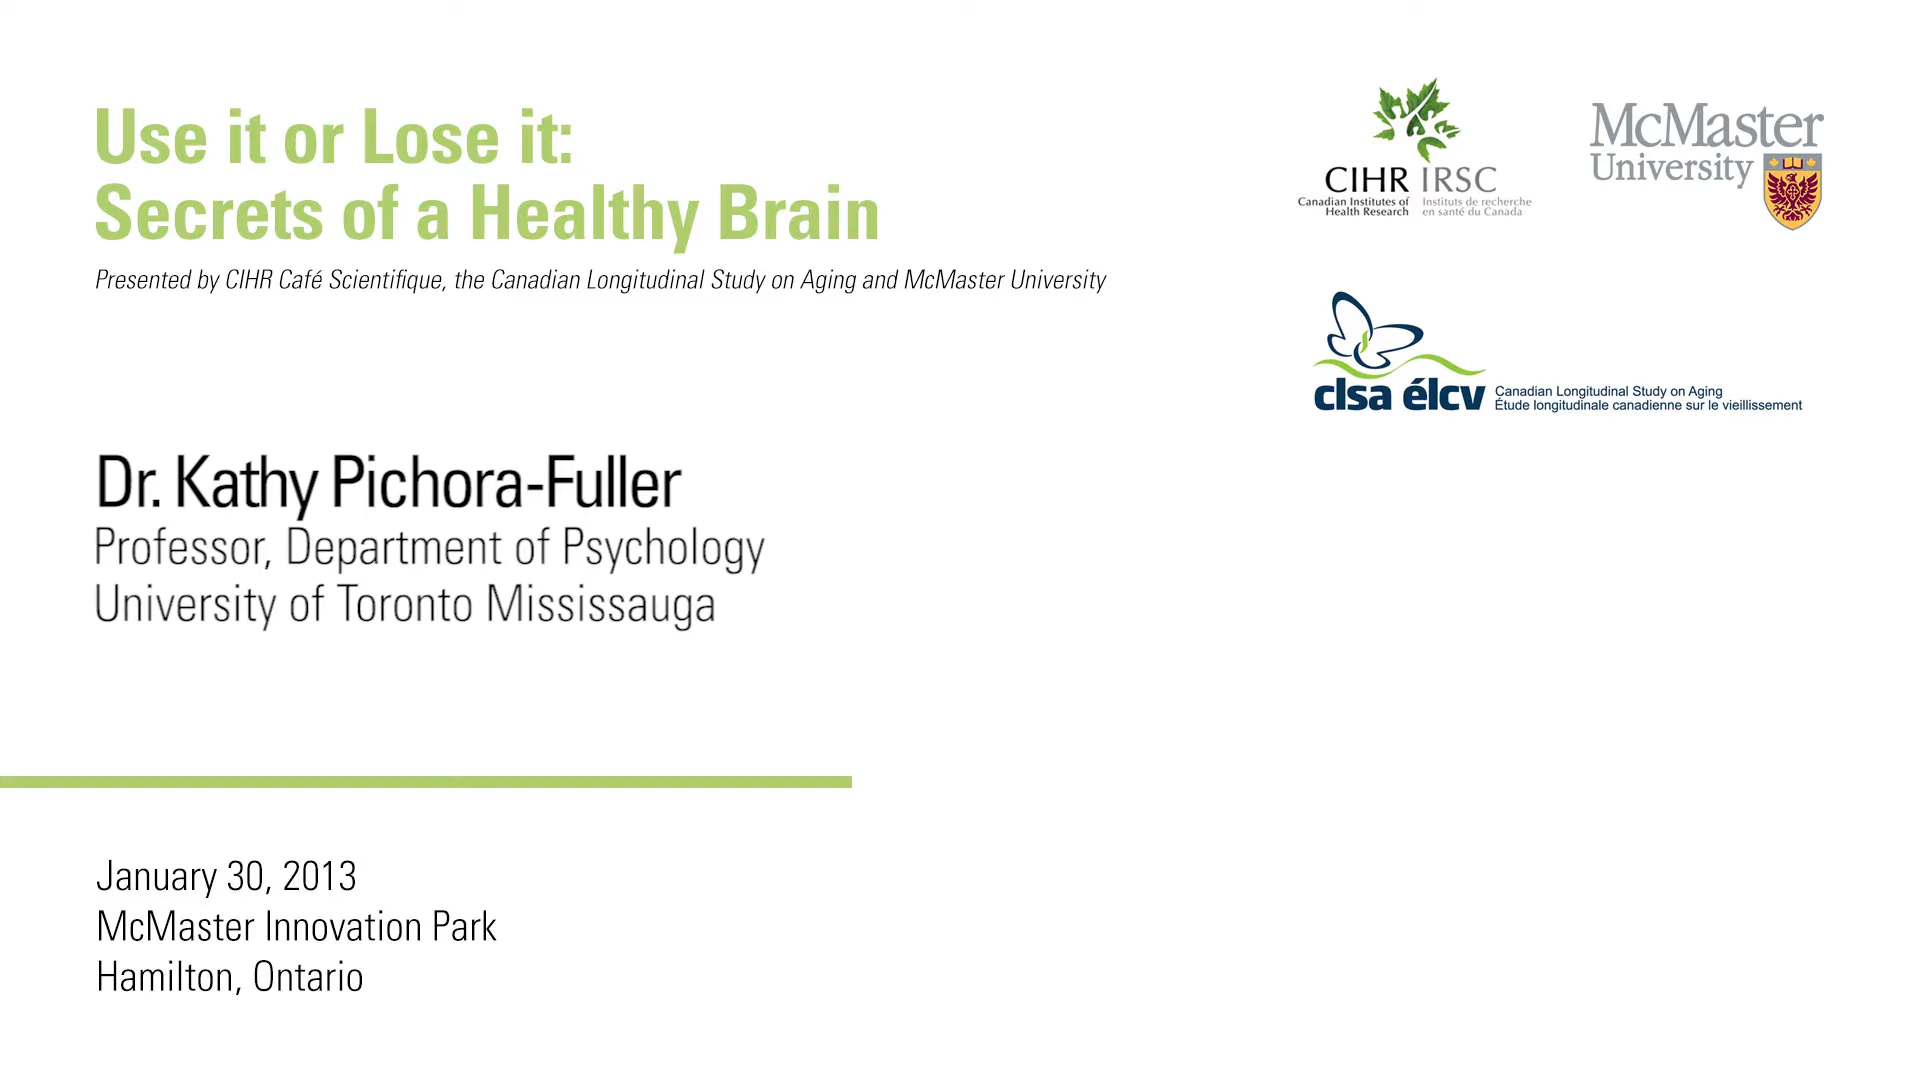 Use it or Lose it:
Secrets of a Healthy Brain
Presented by CIHR Café Scientifique, the Canadian Longitudinal Study on Aging and McMaster University
CIHR IRSC
Canadian Institutes of Instituts de recherche
Health Research en santé du Canada
McMaster
University
clsa élcv
Canadian Longitudinal Study on Aging
Étude longitudinale canadienne sur le vieillissement
Dr. Kathy Pichora-Fuller
Professor, Department of Psychology
University of Toronto Mississauga
January 30, 2013
McMaster Innovation Park
Hamilton, Ontario